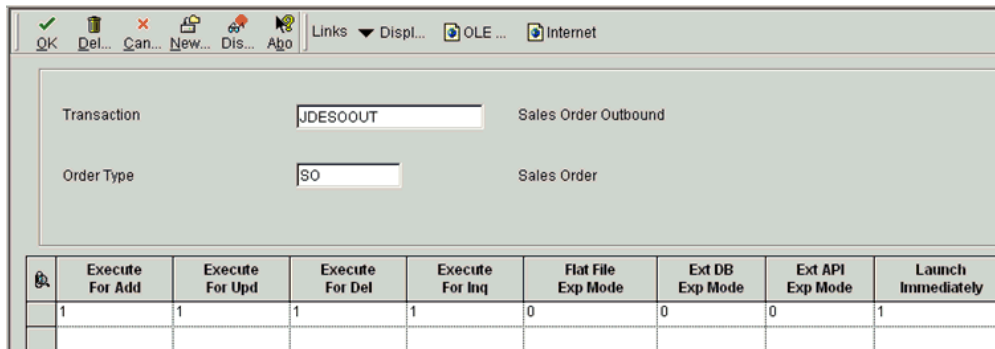 OK Del... Can... New... Dis... Abo Links Displ... OLE ... Internet
Transaction JDESOOUT Sales Order Outbound
Order Type SO Sales Order
Execute For Add Execute For Upd Execute For Del Execute For Inq Flat File Exp Mode Ext DB Exp Mode Ext API Exp Mode Launch Immediately
1 1 1 1 0 0 0 1